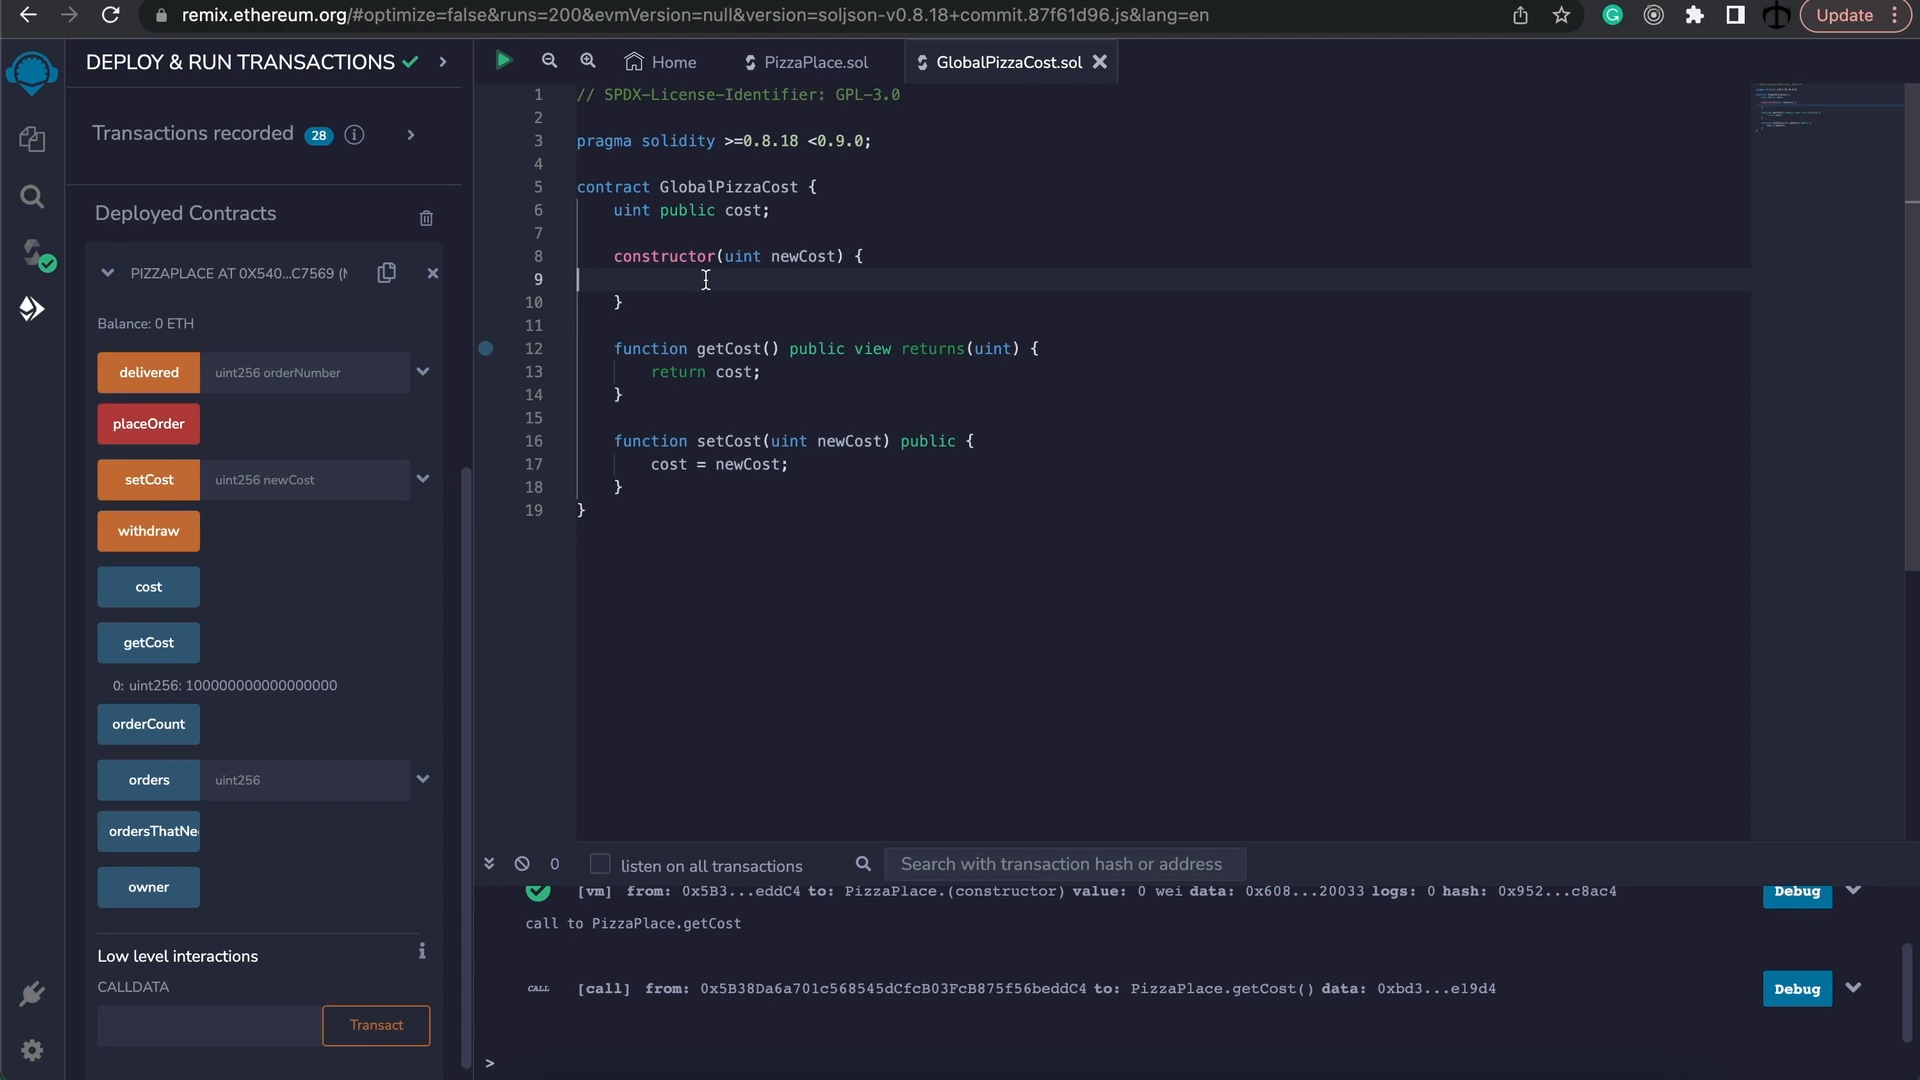 remix.ethereum.org/#optimize=false&runs=200&evmVersion=null&version=soljson-v0.8.18+commit.87f61d96.js&lang=en
Update
DEPLOY & RUN TRANSACTIONS
Transactions recorded 28
Deployed Contracts
PIZZAPLACE AT 0X540...C7569 (M
Balance: 0 ETH
delivered uint256 orderNumber
placeOrder
setCost uint256 newCost
withdraw
cost
getCost
0: uint256: 100000000000000000
orderCount
orders uint256
ordersThatNe
owner
Low level interactions
CALLDATA
Transact
Home PizzaPlace.sol GlobalPizzaCost.sol
1 // SPDX-License-Identifier: GPL-3.0
2
3 pragma solidity >=0.8.18 <0.9.0;
4
5 contract GlobalPizzaCost {
6 uint public cost;
7
8 constructor(uint newCost) {
9
10 }
11
12 function getCost() public view returns(uint) {
13 return cost;
14 }
15
16 function setCost(uint newCost) public {
17 cost = newCost;
18 }
19 }
0 listen on all transactions Search with transaction hash or address
[vm] from: 0x5B3...eddC4 to: PizzaPlace.(constructor) value: 0 wei data: 0x608...20033 logs: 0 hash: 0x952...c8ac4 Debug
call to PizzaPlace.getCost
CALL [call] from: 0x5B38Da6a701c568545dCfcB03FcB875f56beddC4 to: PizzaPlace.getCost() data: 0xbd3...e19d4 Debug
>